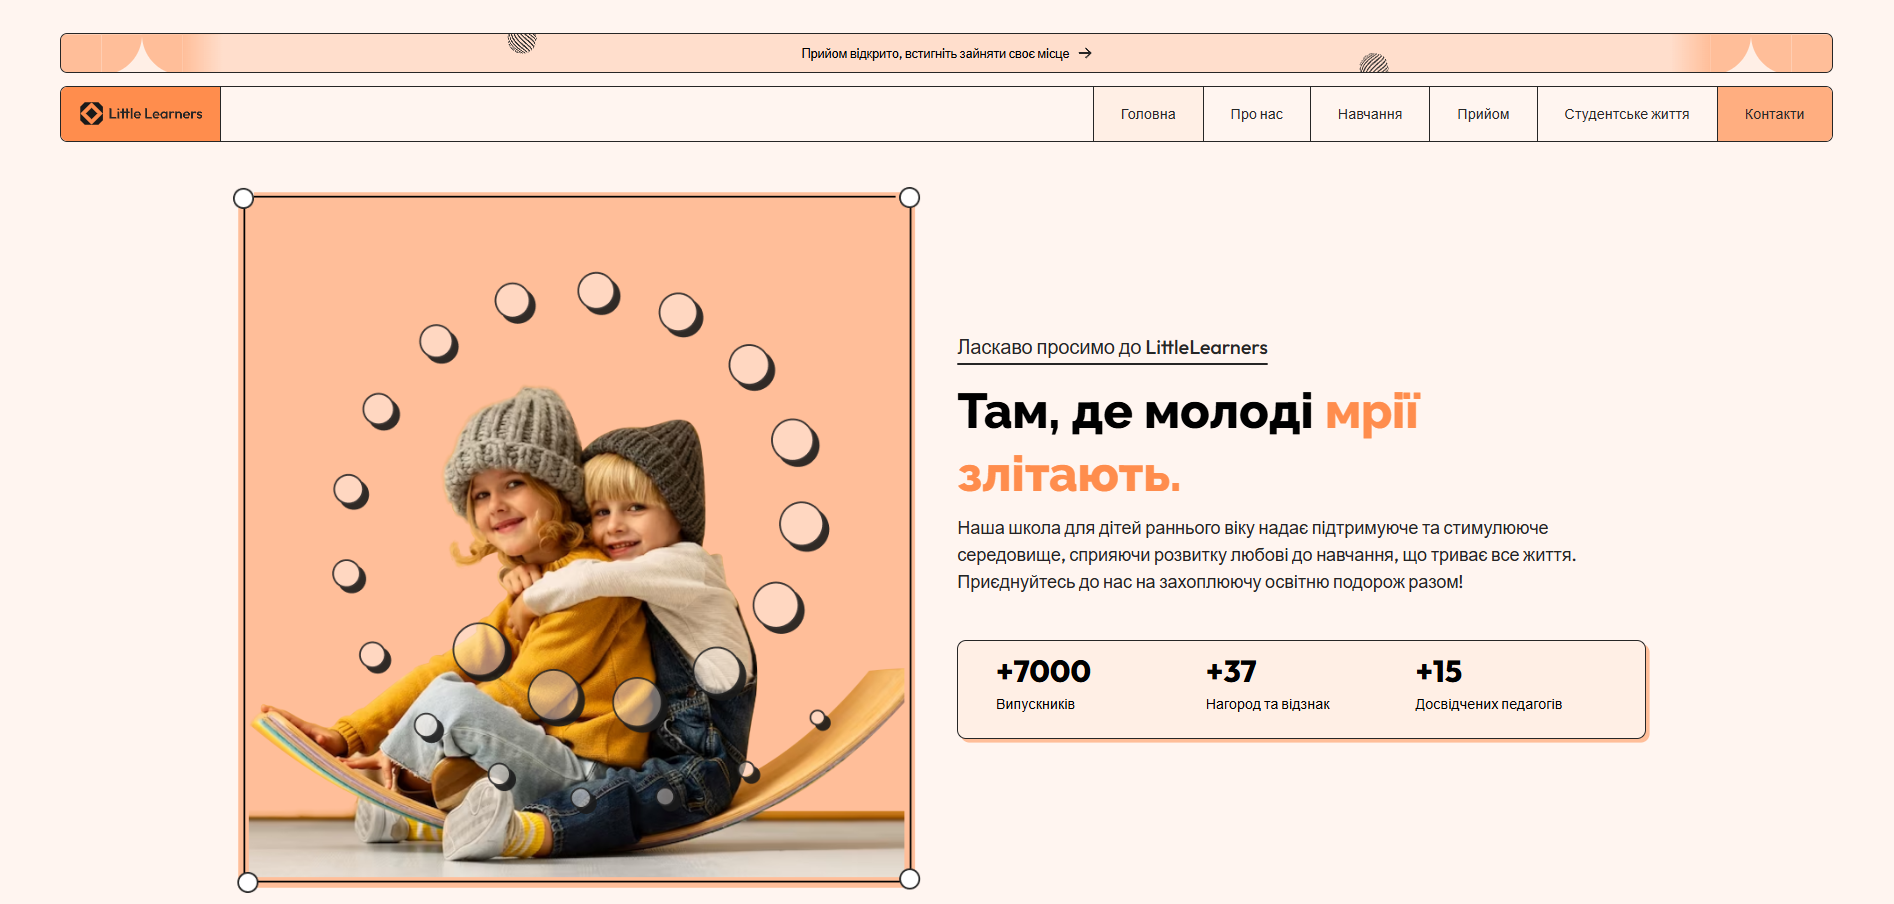 Прийом відкрито, встигніть зайняти своє місце →
Little Learners
Головна
Про нас
Навчання
Прийом
Студентське життя
Контакти
Ласкаво просимо до LittleLearners
Там, де молоді мрії
злітають.
Наша школа для дітей раннього віку надає підтримуюче та стимулююче
середовище, сприяючи розвитку любові до навчання, що триває все життя.
Приєднуйтесь до нас на захоплюючу освітню подорож разом!
+7000
Випускників
+37
Нагород та відзнак
+15
Досвідчених педагогів